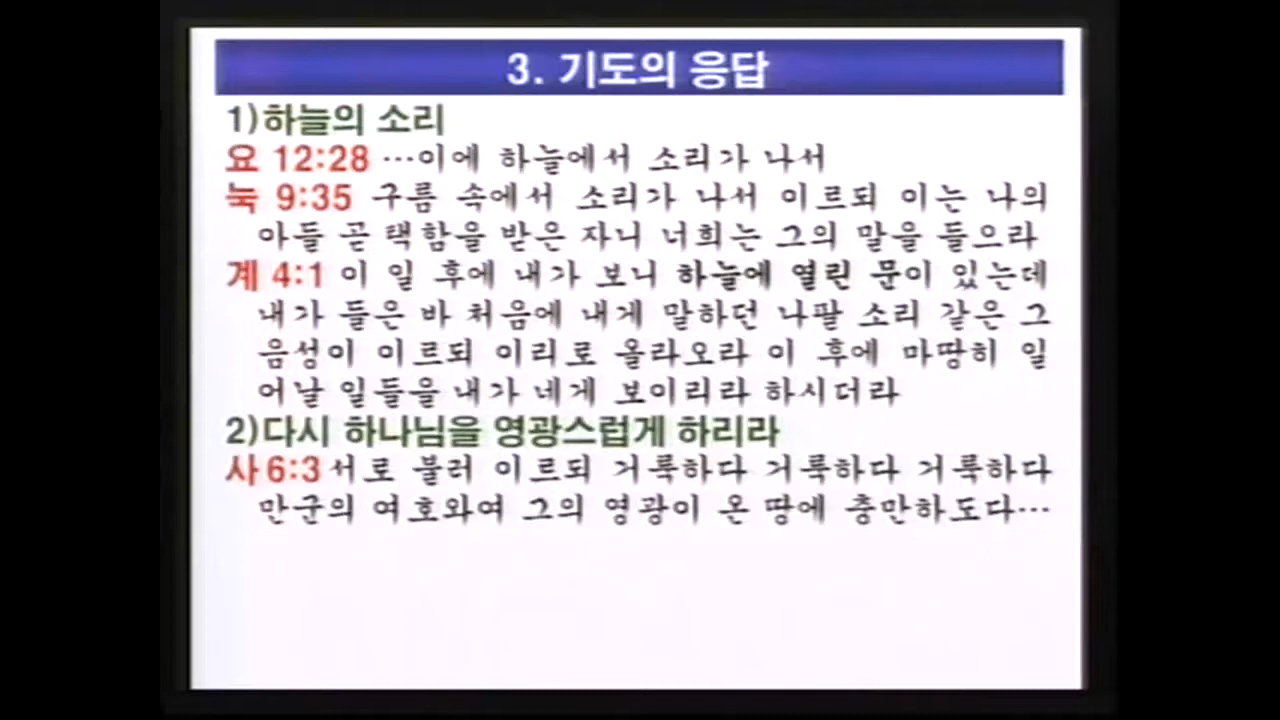 3. 기도의 응답
1)하늘의 소리
요 12:28 …이에 하늘에서 소리가 나서
눅 9:35 구름 속에서 소리가 나서 이르되 이는 나의
아들 곧 택함을 받은 자니 너희는 그의 말을 들으라
계 4:1 이 일 후에 내가 보니 하늘에 열린 문이 있는데
내가 들은 바 처음에 내게 말하던 나팔 소리 같은 그
음성이 이르되 이리로 올라오라 이 후에 마땅히 일
어날 일들을 내가 네게 보이리라 하시더라
2)다시 하나님을 영광스럽게 하리라
사 6:3 서로 불러 이르되 거룩하다 거룩하다 거룩하다
만군의 여호와여 그의 영광이 온 땅에 충만하도다…